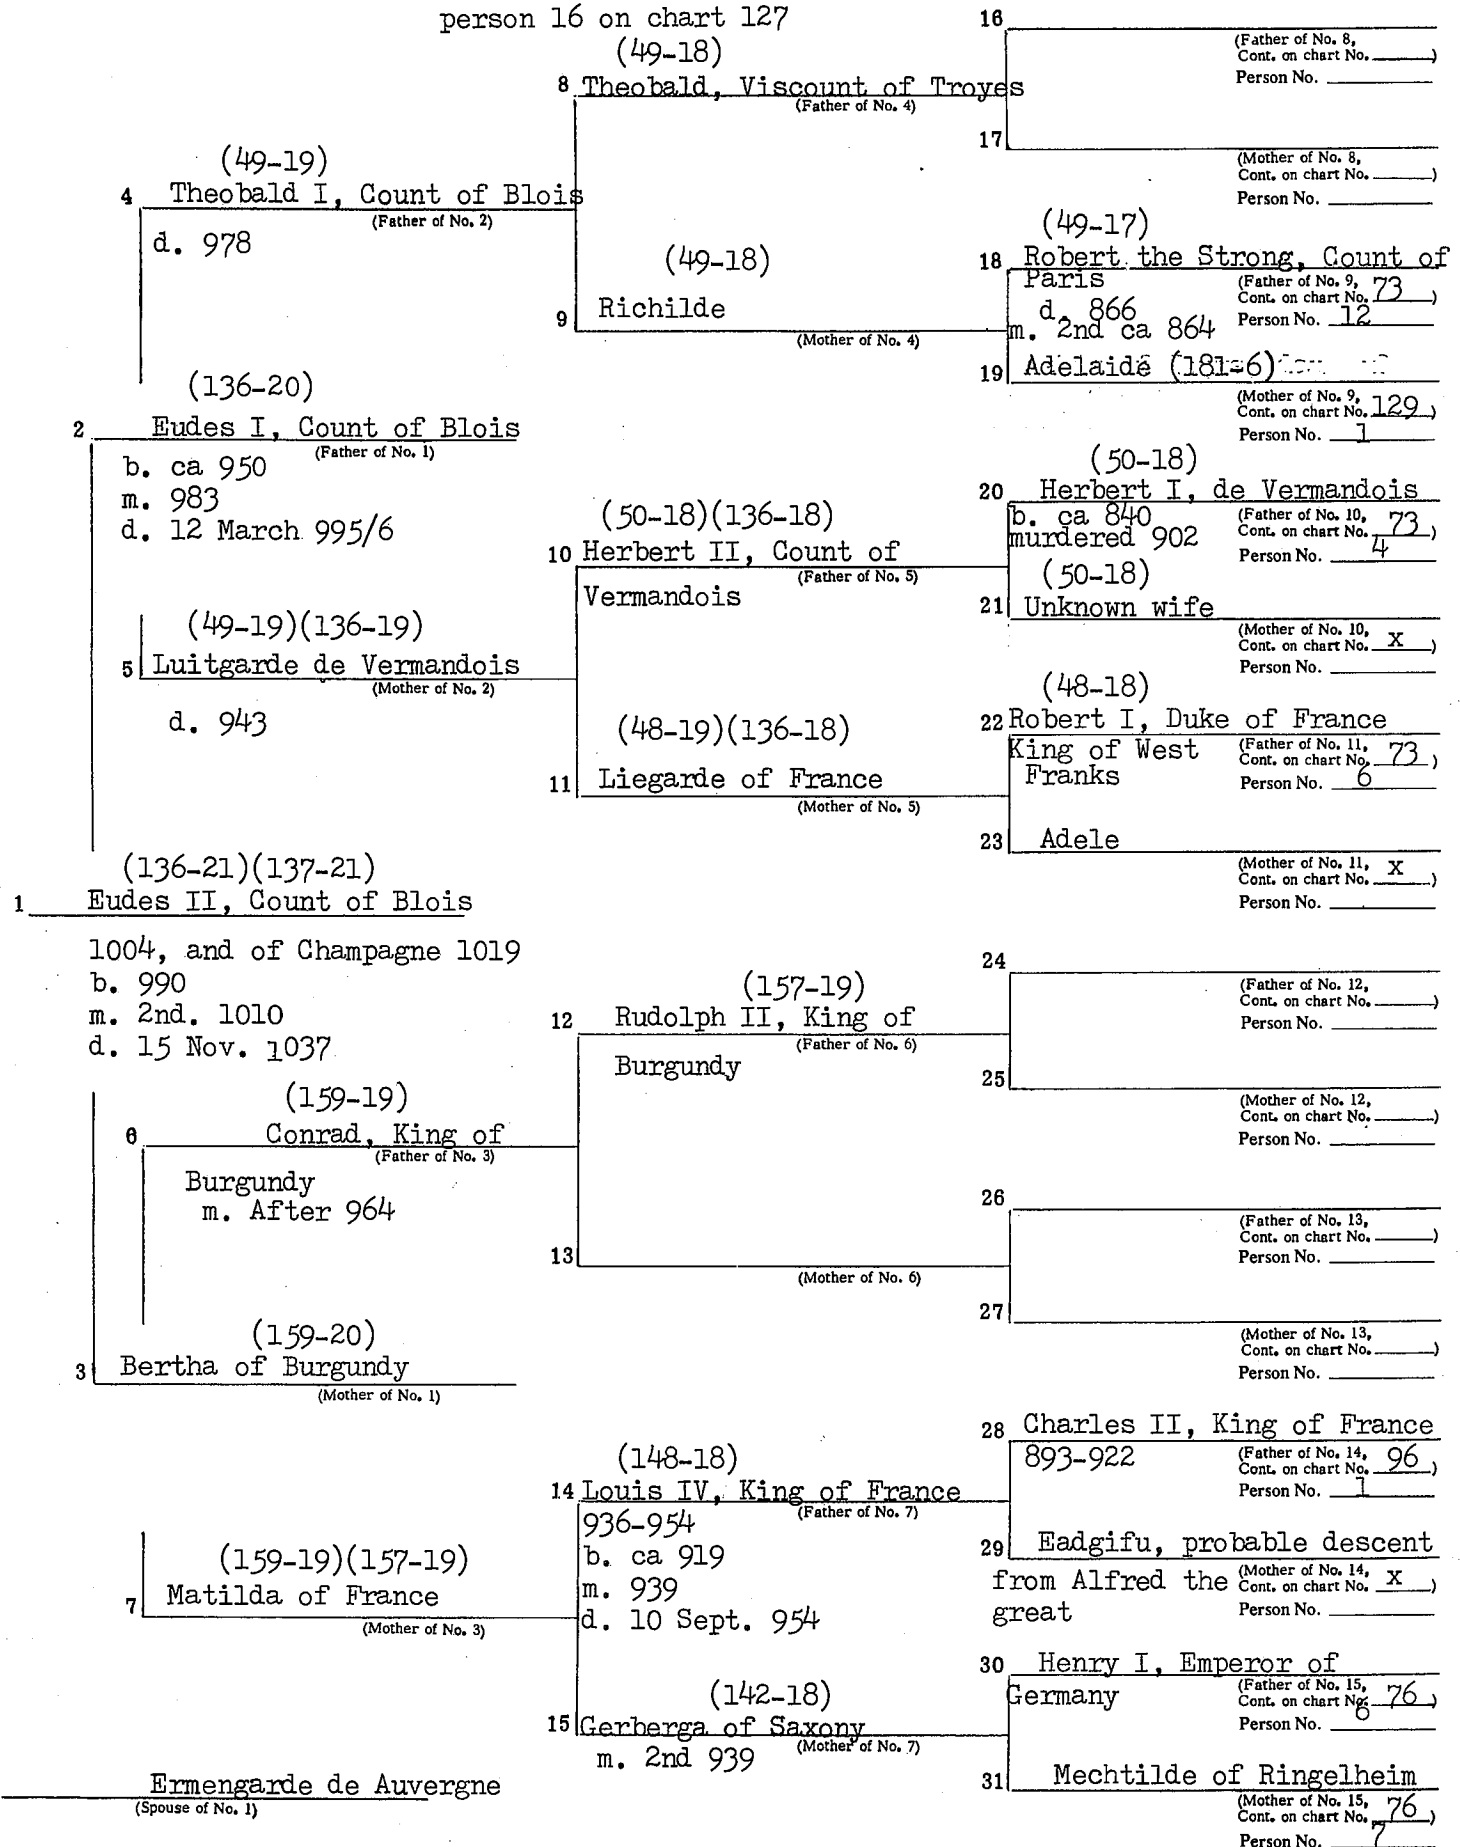 person 16 on chart 127
16
(Father of No. 8,
Cont. on chart No. )
Person No.
(49-18)
8 Theobald, Viscount of Troyes
(Father of No. 4)
17
(Mother of No. 8,
Cont. on chart No. )
Person No.
(49-19)
4 Theobald I, Count of Blois
(Father of No. 2)
d. 978
(49-17)
18 Robert the Strong, Count of
Paris
(Father of No. 9,
Cont. on chart No. 73 )
d. 866
Person No. 12
m. 2nd ca 864
(49-18)
Richilde
9
(Mother of No. 4)
19 Adelaide (181-6)
(Mother of No. 9,
Cont. on chart No. 129 )
Person No. 1
(136-20)
2 Eudes I, Count of Blois
(Father of No. 1)
b. ca 950
m. 983
d. 12 March 995/6
(50-18)
20 Herbert I, de Vermandois
b. ca 840
murdered 902
(Father of No. 10,
Cont. on chart No. 73 )
Person No. 4
(50-18)(136-18)
10 Herbert II, Count of
(Father of No. 5)
Vermandois
(50-18)
21 Unknown wife
(Mother of No. 10,
Cont. on chart No. x )
Person No.
(49-19)(136-19)
5 Luitgarde de Vermandois
(Mother of No. 2)
d. 943
(48-18)
22 Robert I, Duke of France
King of West
Franks
(Father of No. 11,
Cont. on chart No. 73 )
Person No. 6
(48-19)(136-18)
11 Liegarde of France
(Mother of No. 5)
23 Adele
(Mother of No. 11,
Cont. on chart No. x )
Person No.
(136-21)(137-21)
1 Eudes II, Count of Blois
1004, and of Champagne 1019
b. 990
m. 2nd. 1010
d. 15 Nov. 1037
24
(Father of No. 12,
Cont. on chart No. )
Person No.
(157-19)
12 Rudolph II, King of
(Father of No. 6)
Burgundy
25
(Mother of No. 12,
Cont. on chart No. )
Person No.
(159-19)
6 Conrad, King of
(Father of No. 3)
Burgundy
m. After 964
26
(Father of No. 13,
Cont. on chart No. )
Person No.
13
(Mother of No. 6)
27
(Mother of No. 13,
Cont. on chart No. )
Person No.
(159-20)
3 Bertha of Burgundy
(Mother of No. 1)
28 Charles II, King of France
893-922
(Father of No. 14,
Cont. on chart No. 96 )
Person No. 1
(148-18)
14 Louis IV, King of France
(Father of No. 7)
936-954
b. ca 919
m. 939
d. 10 Sept. 954
29 Eadgifu, probable descent
from Alfred the
great
(Mother of No. 14,
Cont. on chart No. x )
Person No.
(159-19)(157-19)
7 Matilda of France
(Mother of No. 3)
30 Henry I, Emperor of
Germany
(Father of No. 15,
Cont. on chart No. 76 )
Person No. 6
(142-18)
15 Gerberga of Saxony
(Mother of No. 7)
m. 2nd 939
31 Mechtilde of Ringelheim
(Mother of No. 15,
Cont. on chart No. 76 )
Person No. 7
Ermengarde de Auvergne
(Spouse of No. 1)